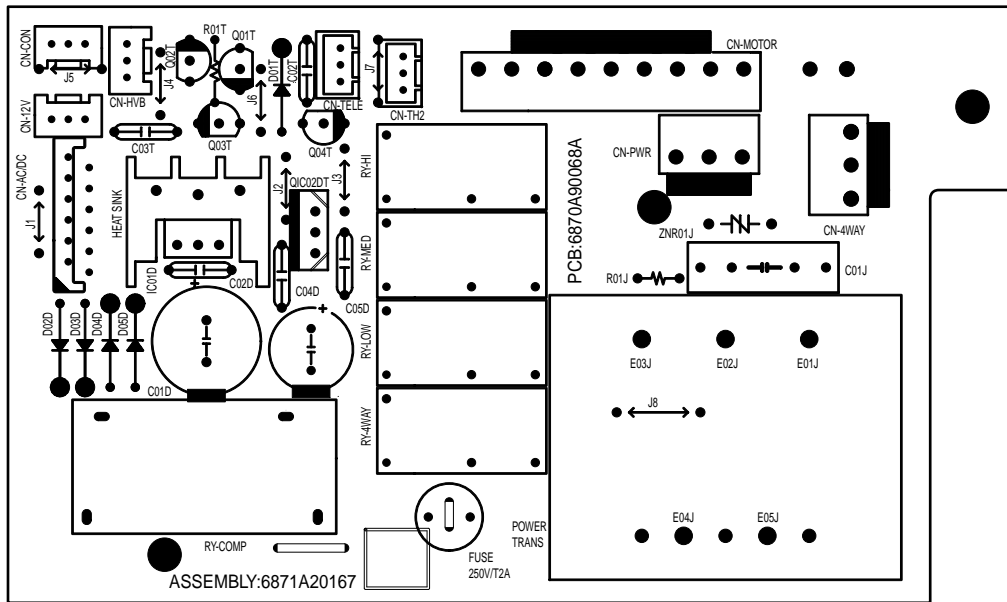 CN-CON
J5
CN-HVB
J4
Q02T
R01T
Q01T
J6
D01T
C02T
CN-TELE
J7
CN-TH2
CN-MOTOR
CN-12V
C03T
Q03T
Q04T
CN-AC/DC
J1
HEAT SINK
J2
QIC02DT
J3
RY-HI
PCB:6870A90068A
CN-PWR
ZNR01J
CN-4WAY
IC01D
C02D
+
C04D
C05D
+
RY-MED
R01J
C01J
D02D
D03D
D04D
D05D
C01D
RY-LOW
E03J
E02J
E01J
J8
RY-4WAY
RY-COMP
ASSEMBLY:6871A20167
FUSE
250V/T2A
POWER
TRANS
E04J
E05J